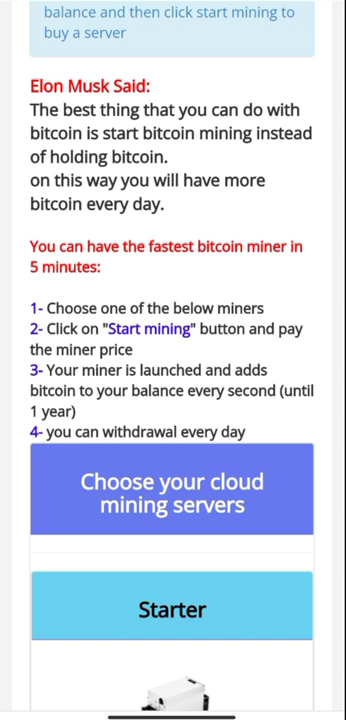 balance and then click start mining to
buy a server
Elon Musk Said:
The best thing that you can do with
bitcoin is start bitcoin mining instead
of holding bitcoin.
on this way you will have more
bitcoin every day.
You can have the fastest bitcoin miner in
5 minutes:
1- Choose one of the below miners
2- Click on "Start mining" button and pay
the miner price
3- Your miner is launched and adds
bitcoin to your balance every second (until
1 year)
4- you can withdrawal every day
Choose your cloud
mining servers
Starter